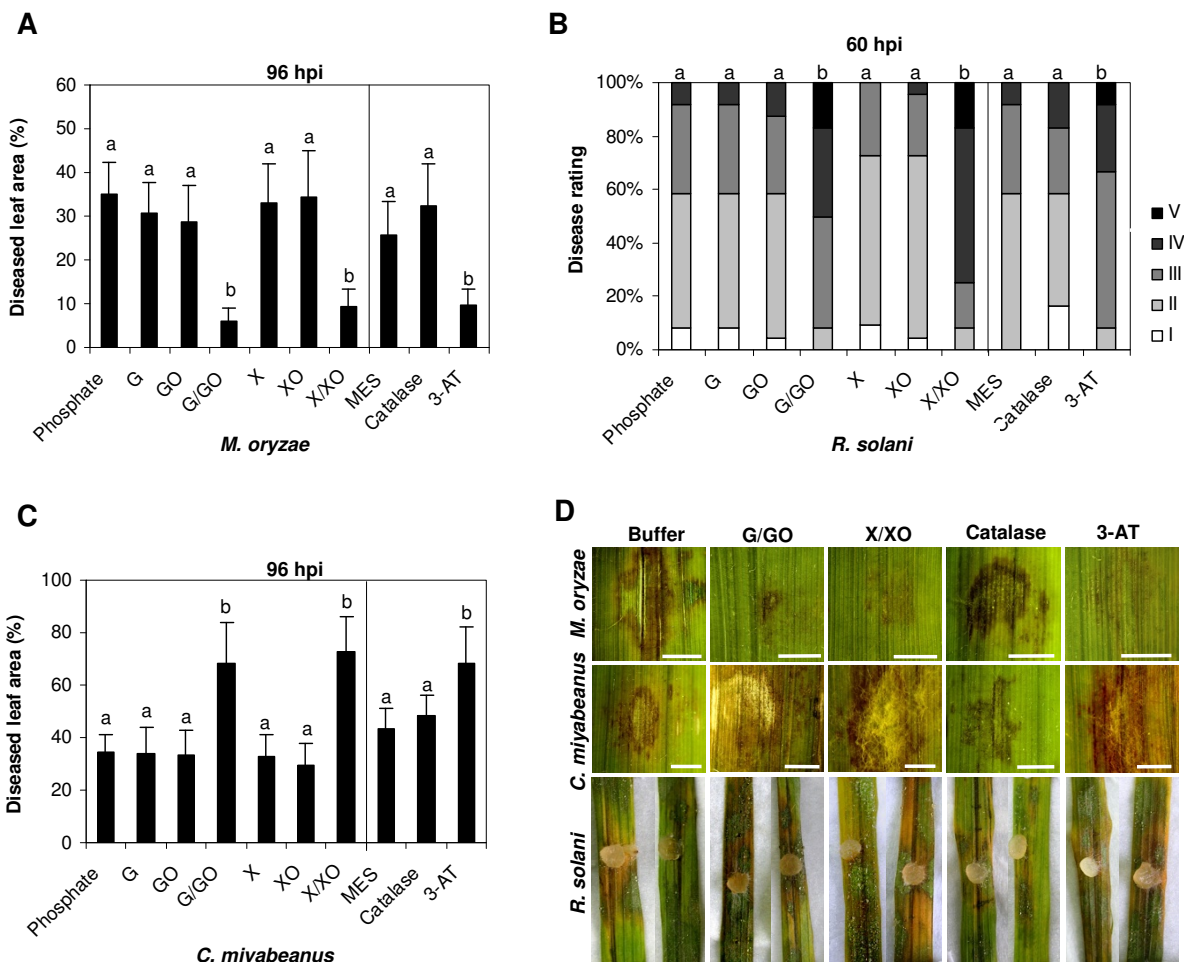 A
96 hpi
Diseased leaf area (%)
60
50
40
30
20
10
0
a
a
a
b
a
a
b
a
a
b
Phosphate
G
GO
G/GO
X
XO
X/XO
MES
Catalase
3-AT
M. oryzae
B
60 hpi
Disease rating
100%
80%
60%
40%
20%
0%
a
a
a
b
a
a
b
a
a
b
V
IV
III
II
I
Phosphate
G
GO
G/GO
X
XO
X/XO
MES
Catalase
3-AT
R. solani
C
96 hpi
Diseased leaf area (%)
100
80
60
40
20
0
a
a
a
b
a
a
b
a
a
b
Phosphate
G
GO
G/GO
X
XO
X/XO
MES
Catalase
3-AT
C. miyabeanus
D
Buffer
G/GO
X/XO
Catalase
3-AT
M. oryzae
C. miyabeanus
R. solani